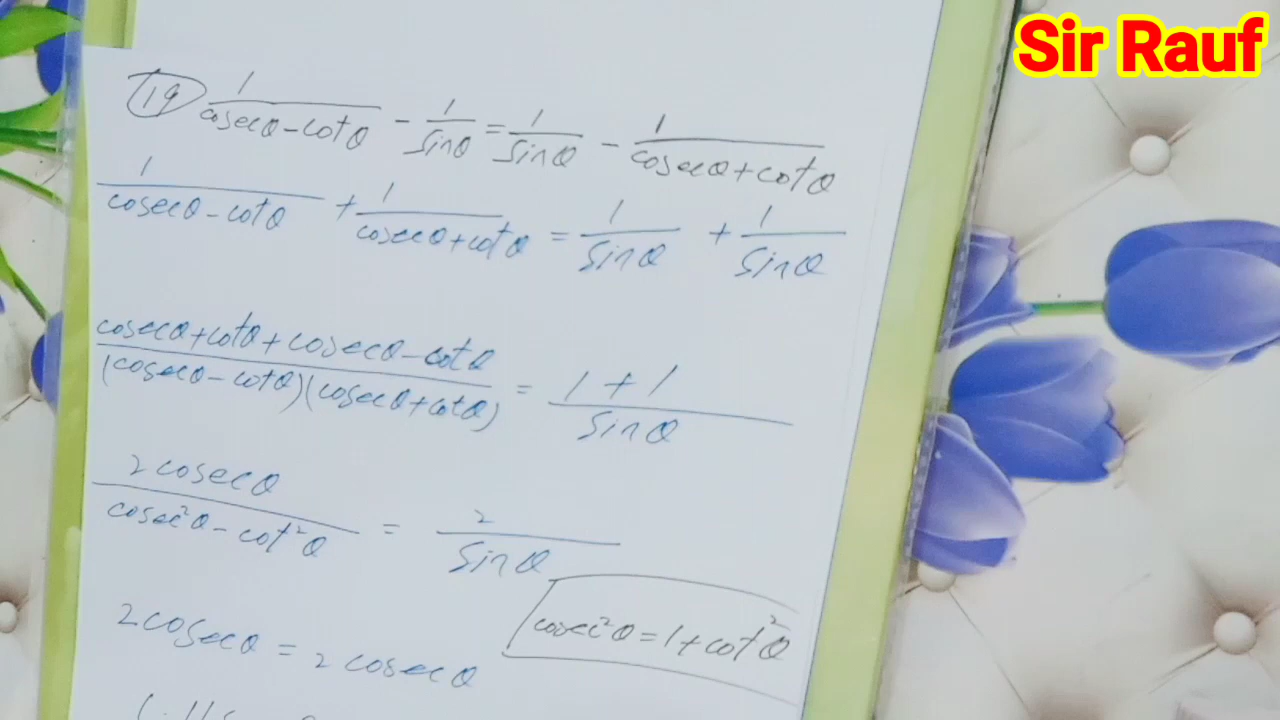 Sir Rauf
(19) 1/(cosecθ-cotθ) - 1/sinθ = 1/sinθ - 1/(cosecθ+cotθ)
1/(cosecθ-cotθ) + 1/(cosecθ+cotθ) = 1/sinθ + 1/sinθ
(cosecθ+cotθ+cosecθ-cotθ)/((cosecθ-cotθ)(cosecθ+cotθ)) = (1+1)/sinθ
2cosecθ/(cosec²θ-cot²θ) = 2/sinθ
cosec²θ=1+cot²θ
2cosecθ = 2cosecθ